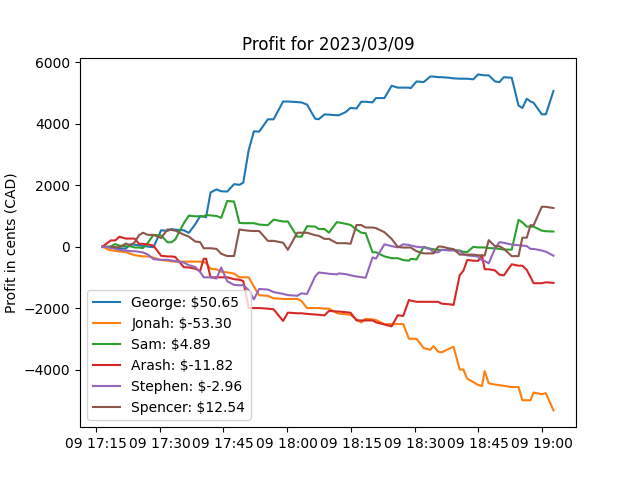 Profit for 2023/03/09
Profit in cents (CAD)
6000
4000
2000
0
−2000
−4000
George: $50.65
Jonah: $-53.30
Sam: $4.89
Arash: $-11.82
Stephen: $-2.96
Spencer: $12.54
09 17:15 09 17:30 09 17:45 09 18:00 09 18:15 09 18:30 09 18:45 09 19:00